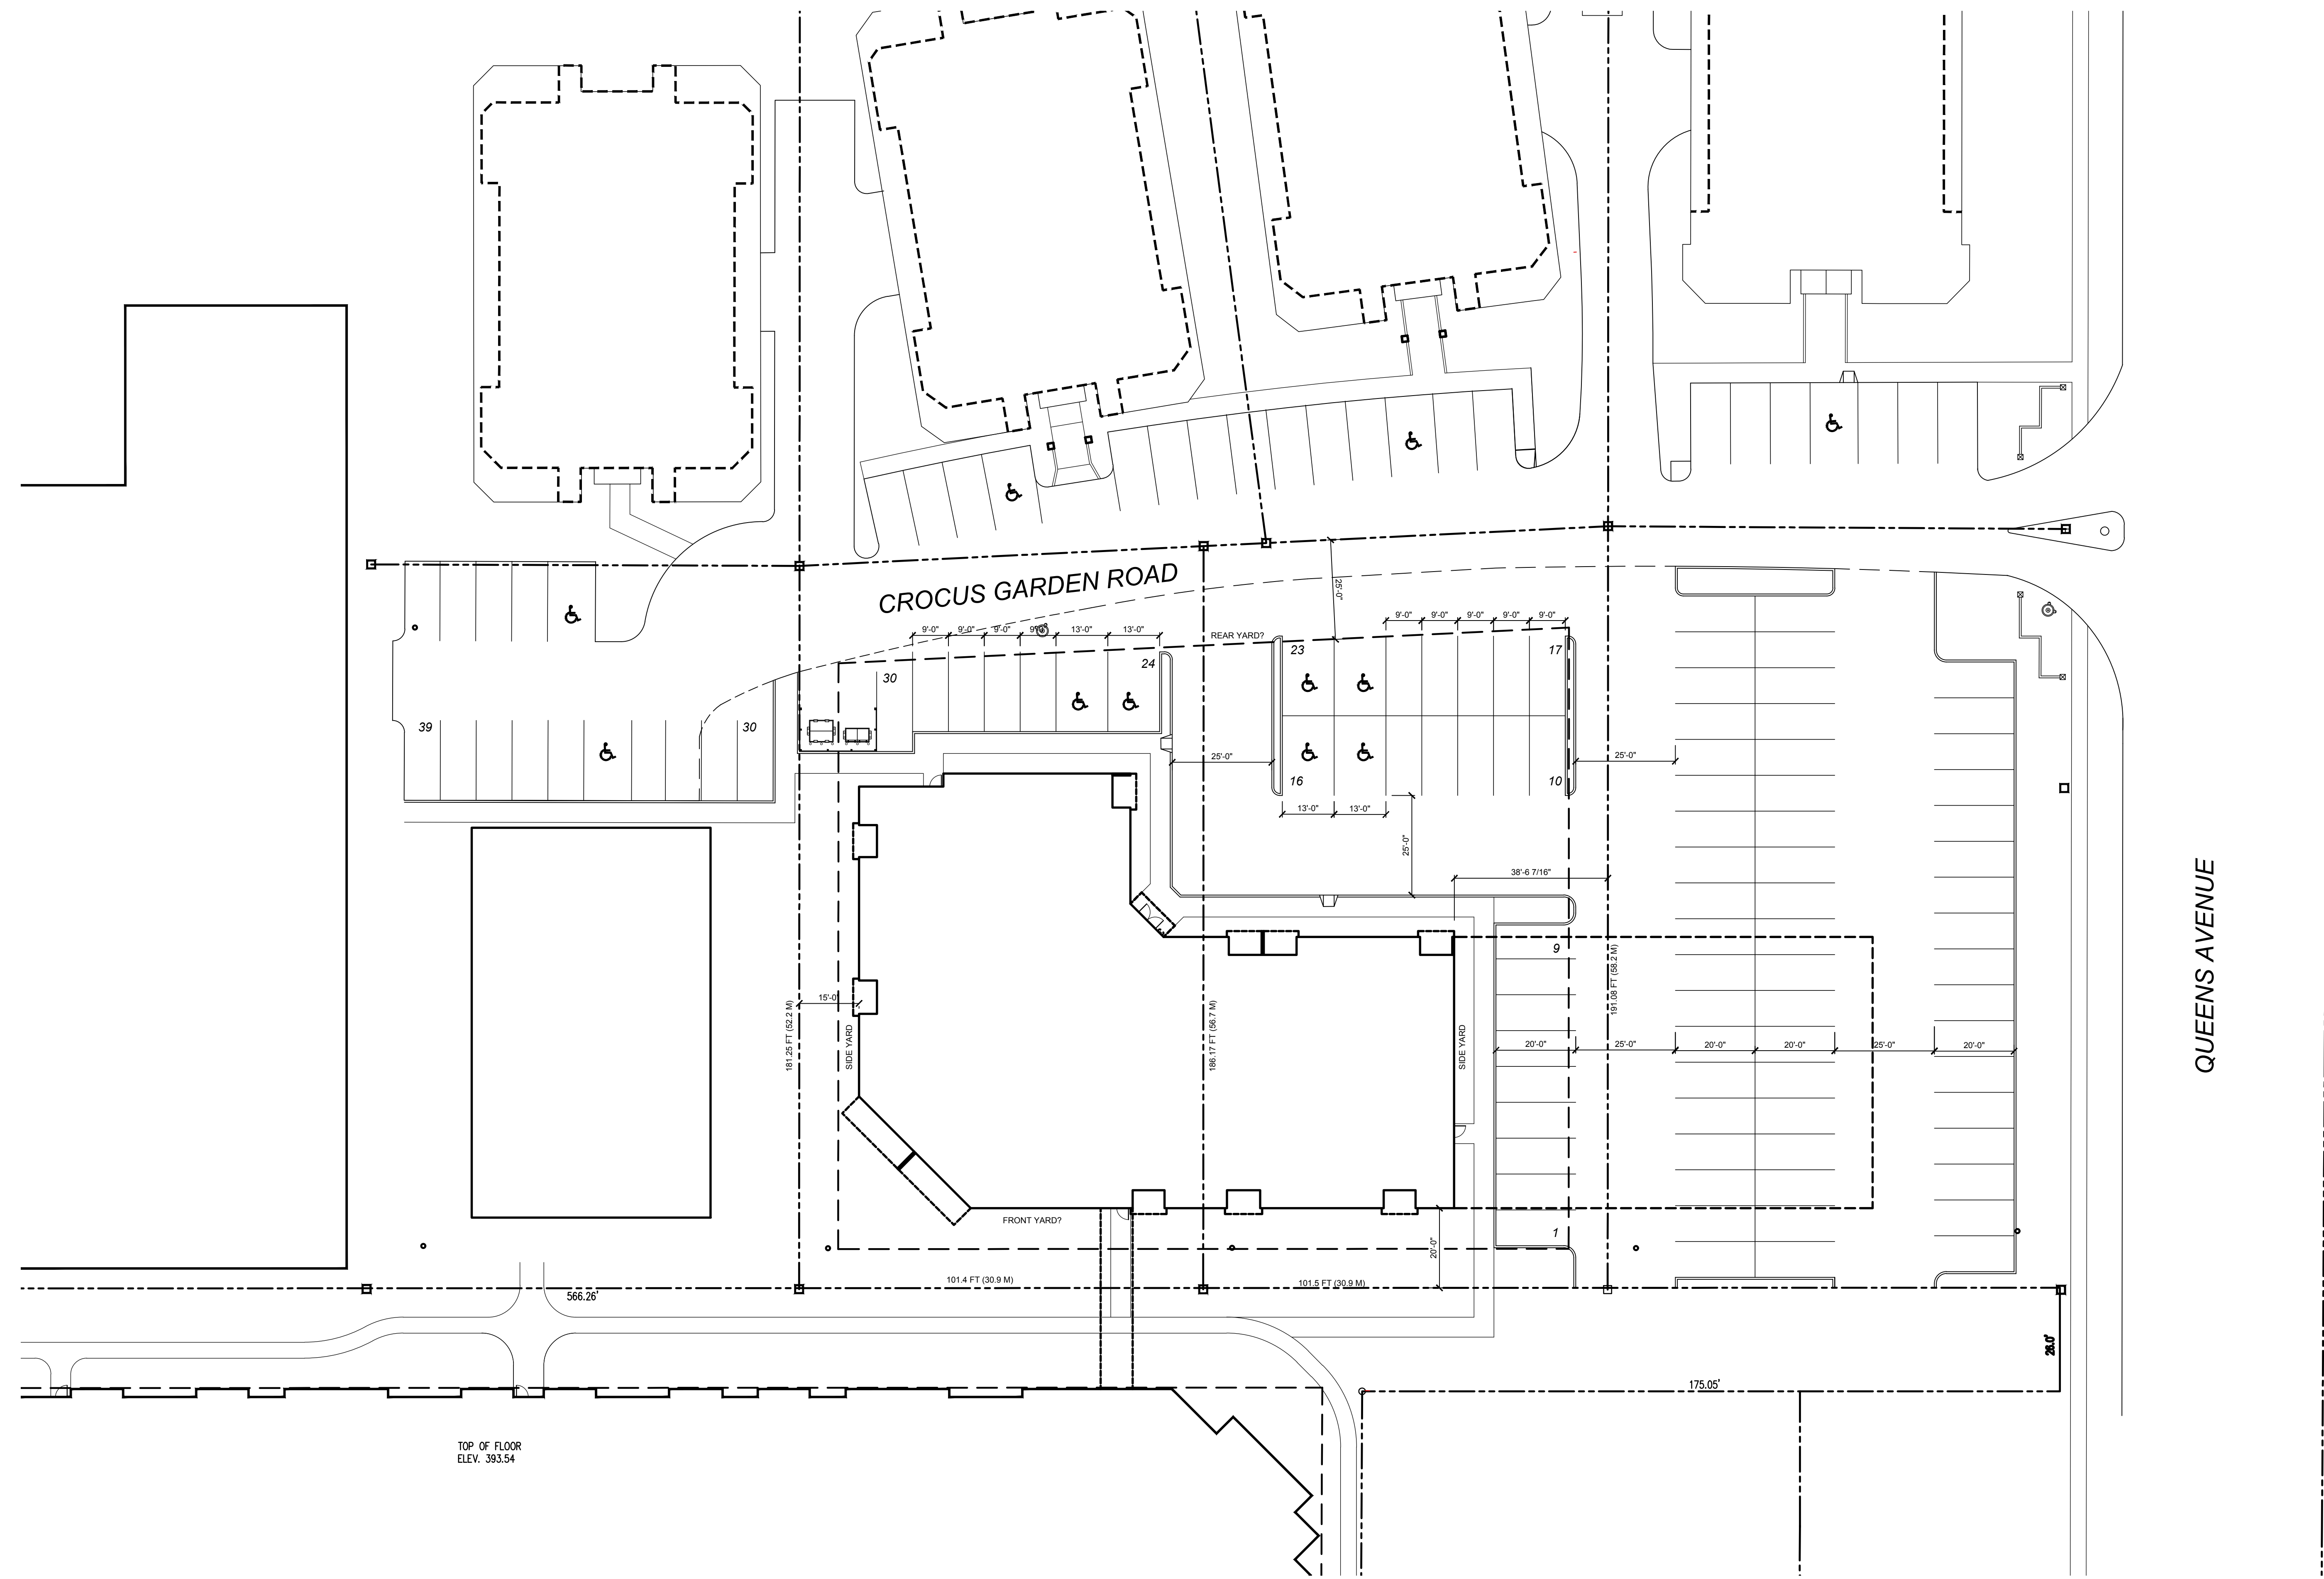 CROCUS GARDEN ROAD
25'-0"
9'-0" 9'-0" 9'-0" 9'-0" 9'-0"
9'-0" 9'-0" 9'-0" 9'-0" 13'-0" 13'-0"
REAR YARD?
24
23
17
30
39
30
16
10
25'-0"
25'-0"
13'-0" 13'-0"
25'-0"
38'-6 7/16"
QUEENS AVENUE
9
15'-0"
181.25 FT (52.2 M)
SIDE YARD
186.17 FT (56.7 M)
SIDE YARD
191.08 FT (58.2 M)
20'-0" 25'-0" 20'-0" 20'-0" 25'-0" 20'-0"
FRONT YARD?
1
20'-0"
101.4 FT (30.9 M)
101.5 FT (30.9 M)
566.26'
26.0'
175.05'
TOP OF FLOOR
ELEV. 393.54